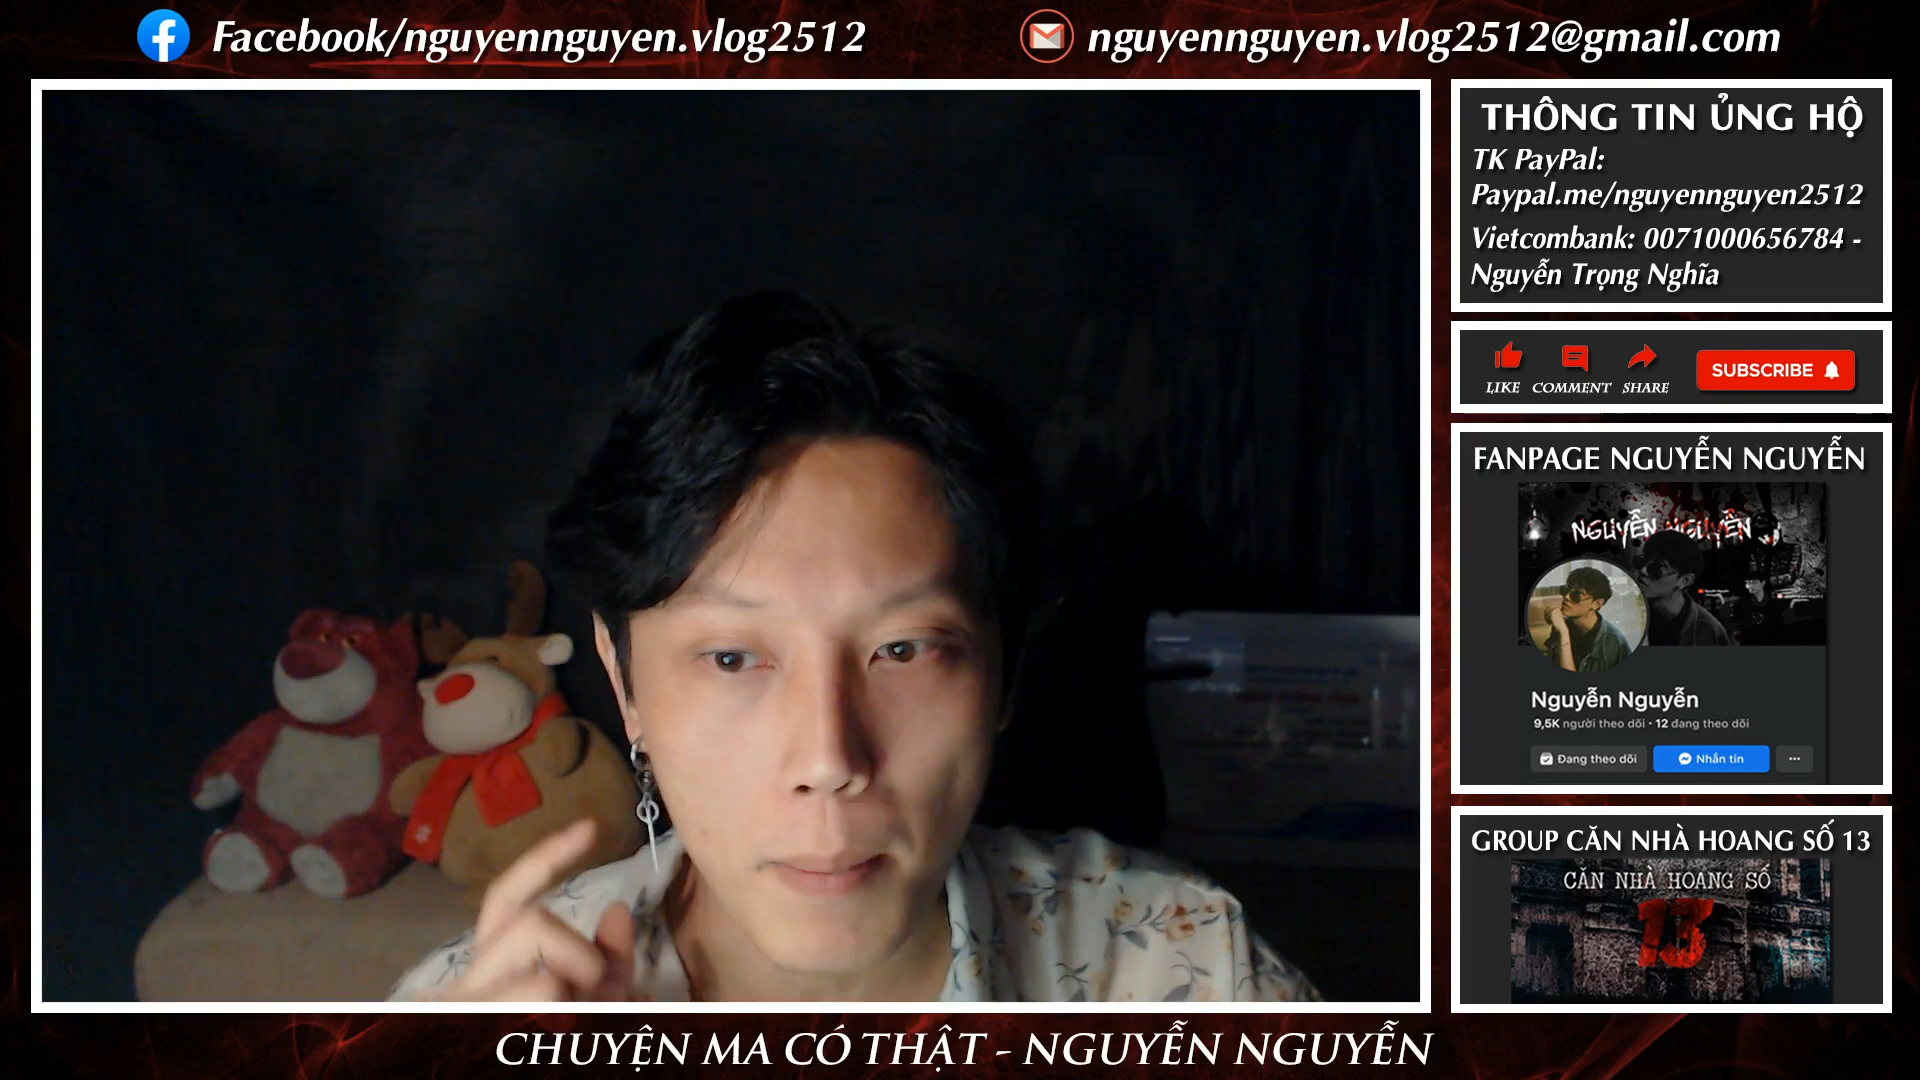 Facebook/nguyennguyen.vlog2512
nguyennguyen.vlog2512@gmail.com
THÔNG TIN ỦNG HỘ
TK PayPal:
Paypal.me/nguyennguyen2512
Vietcombank: 0071000656784 -
Nguyễn Trọng Nghĩa
LIKE
COMMENT
SHARE
SUBSCRIBE
FANPAGE NGUYỄN NGUYỄN
NGUYỄN NGUYỄN
Nguyễn Nguyễn
9,5K người theo dõi · 12 đang theo dõi
Đang theo dõi
Nhắn tin
GROUP CĂN NHÀ HOANG SỐ 13
CĂN NHÀ HOANG SỐ
13
CHUYỆN MA CÓ THẬT - NGUYỄN NGUYỄN